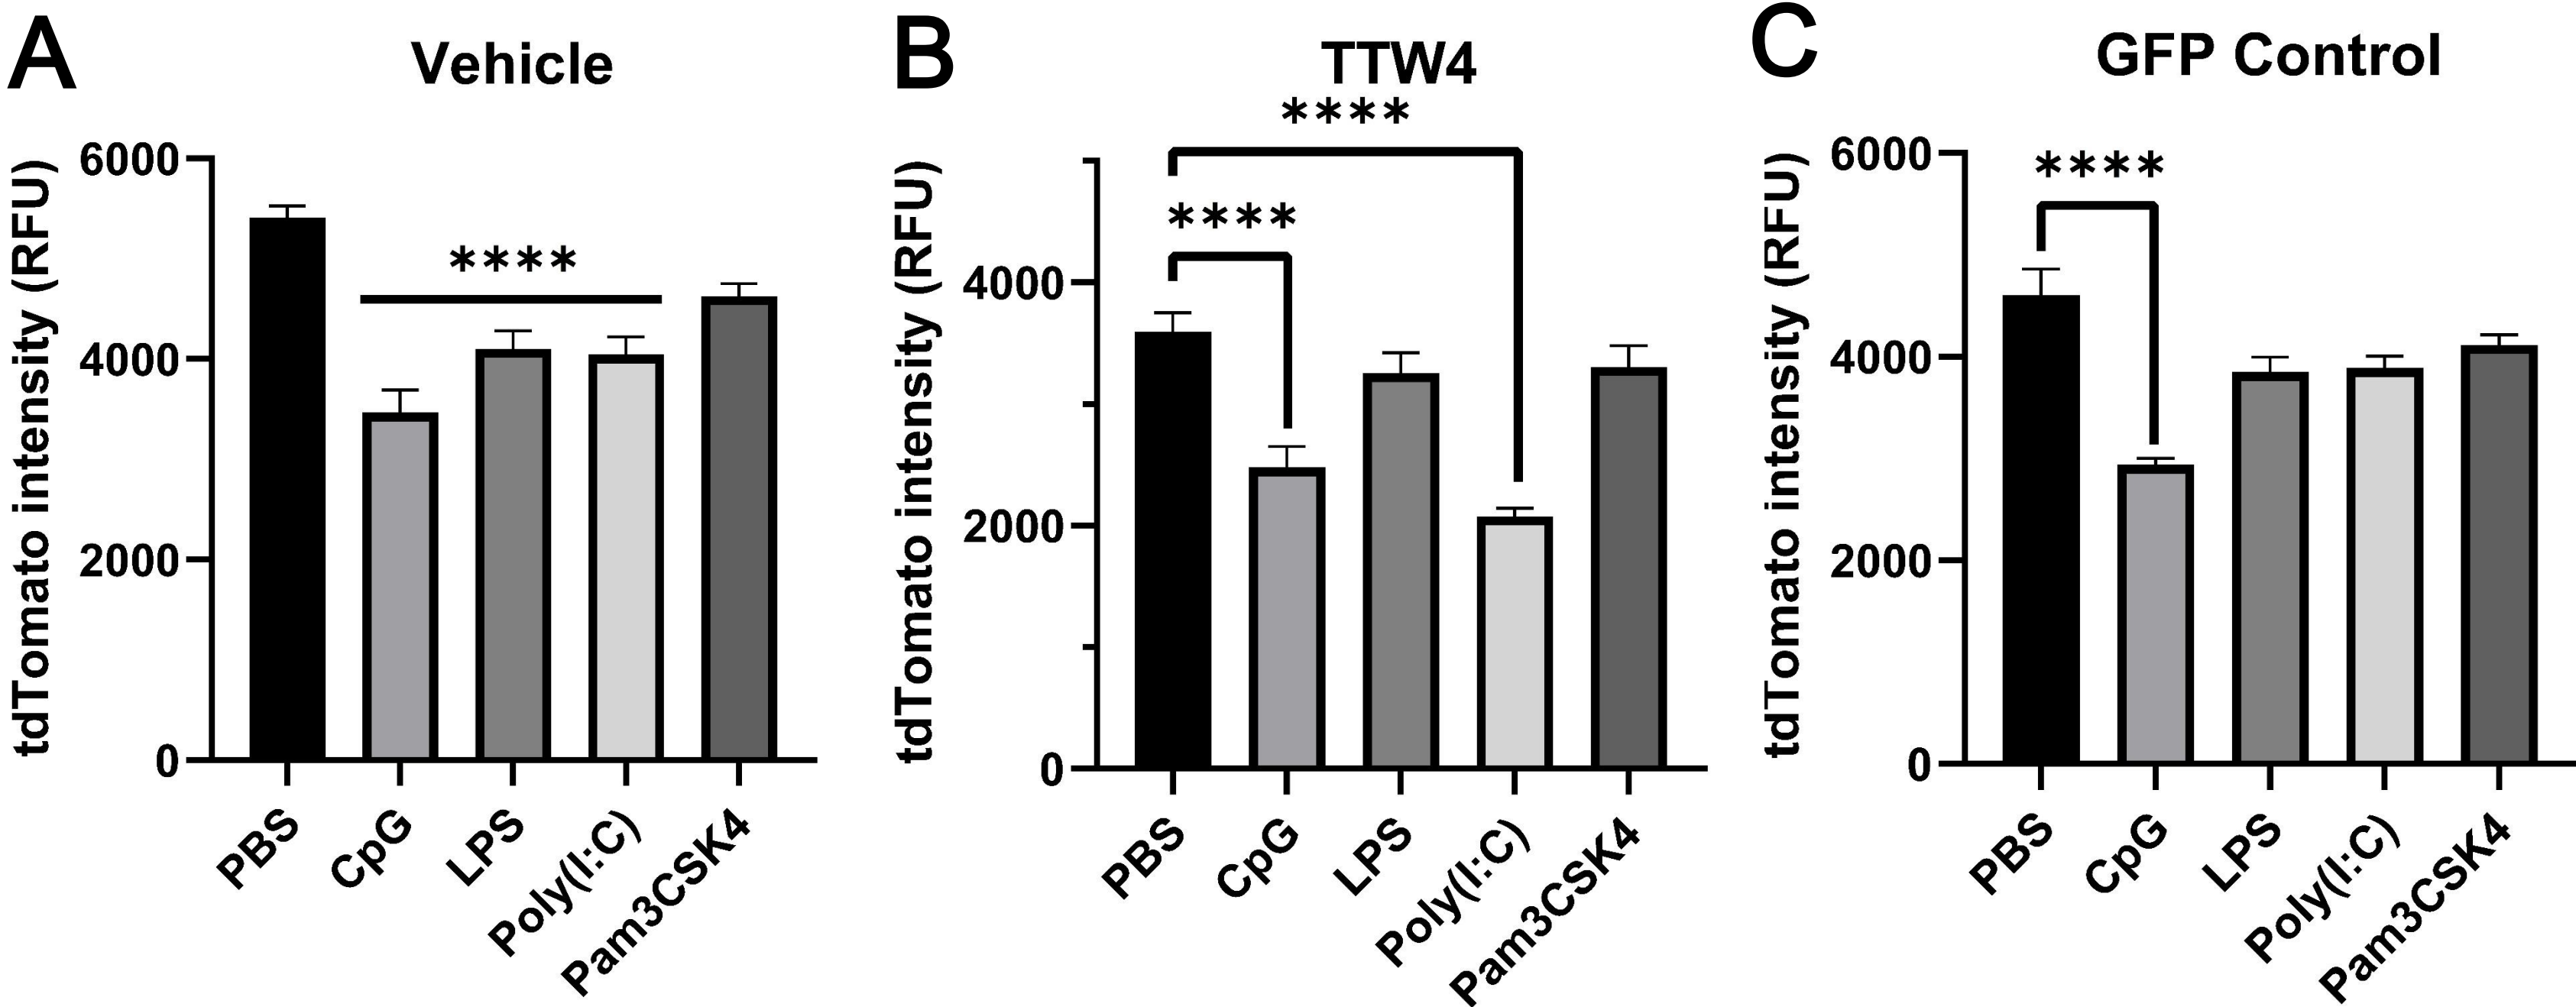 A
Vehicle
tdTomato intensity (RFU)
6000
4000
2000
0
****
PBS
CpG
LPS
Poly(I:C)
Pam3CSK4
B
TTW4
tdTomato intensity (RFU)
4000
2000
0
****
****
PBS
CpG
LPS
Poly(I:C)
Pam3CSK4
C
GFP Control
tdTomato intensity (RFU)
6000
4000
2000
0
****
PBS
CpG
LPS
Poly(I:C)
Pam3CSK4